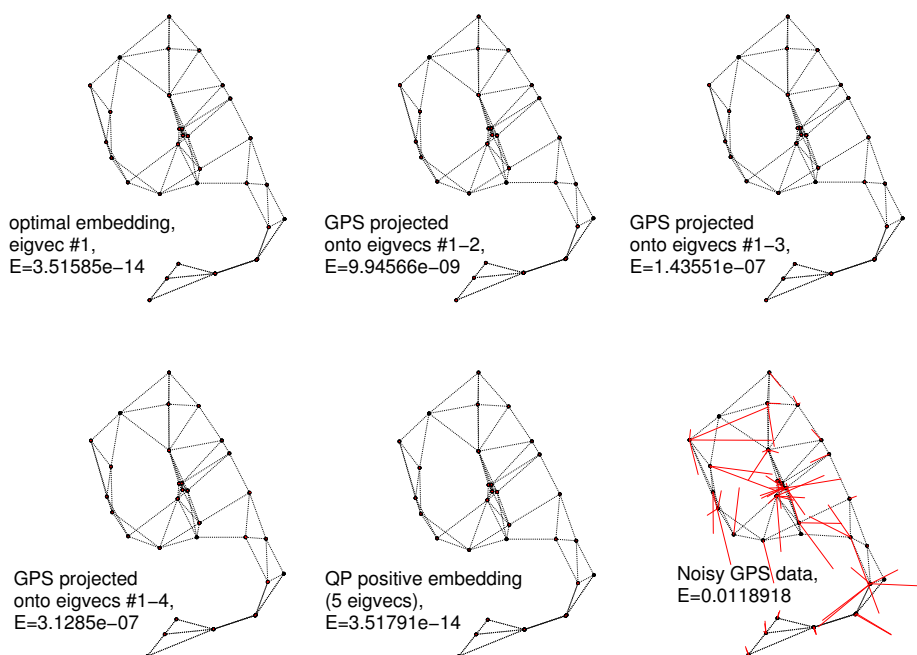 optimal embedding,
eigvec #1,
E=3.51585e−14
GPS projected
onto eigvecs #1−2,
E=9.94566e−09
GPS projected
onto eigvecs #1−3,
E=1.43551e−07
GPS projected
onto eigvecs #1−4,
E=3.1285e−07
QP positive embedding
(5 eigvecs),
E=3.51791e−14
Noisy GPS data,
E=0.0118918